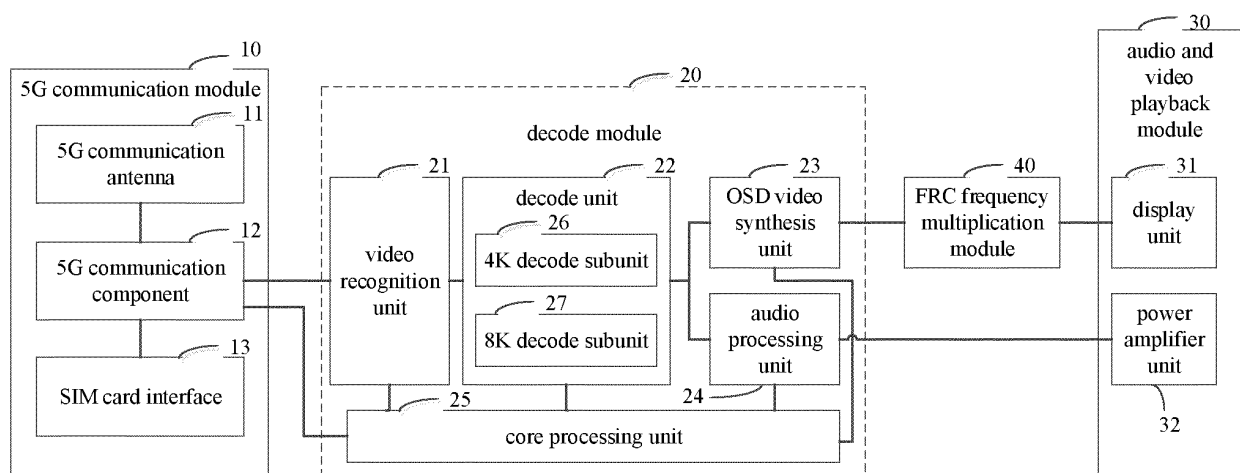 10
5G communication module
11
5G communication
antenna
12
5G communication
component
13
SIM card interface
20
decode module
21
video
recognition
unit
22
decode unit
26
4K decode subunit
27
8K decode subunit
23
OSD video
synthesis
unit
audio
processing
unit
24
25
core processing unit
40
FRC frequency
multiplication
module
30
audio and
video
playback
module
31
display
unit
power
amplifier
unit
32